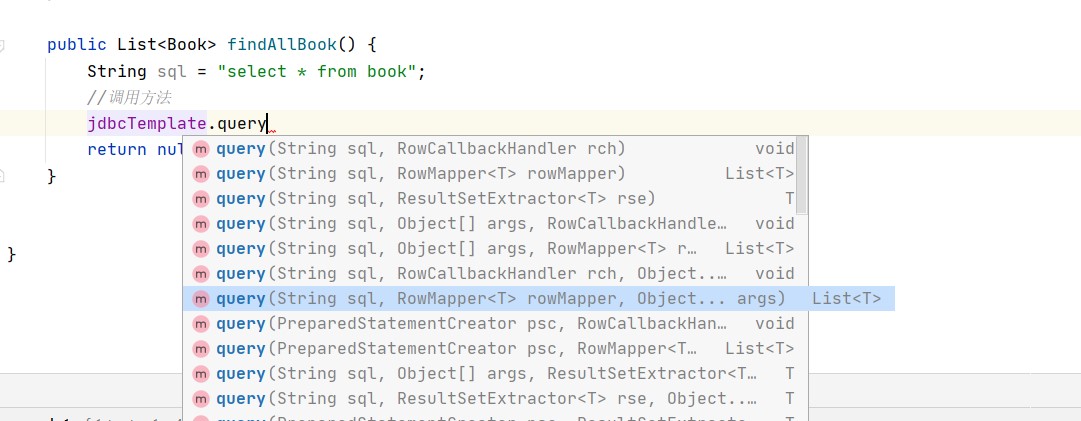 public List<Book> findAllBook() {
String sql = "select * from book";
//调用方法
jdbcTemplate.query
return nul
}
}
m query(String sql, RowCallbackHandler rch) void
m query(String sql, RowMapper<T> rowMapper) List<T>
m query(String sql, ResultSetExtractor<T> rse) T
m query(String sql, Object[] args, RowCallbackHandle… void
m query(String sql, Object[] args, RowMapper<T> r… List<T>
m query(String sql, RowCallbackHandler rch, Object..… void
m query(String sql, RowMapper<T> rowMapper, Object... args) List<T>
m query(PreparedStatementCreator psc, RowCallbackHan… void
m query(PreparedStatementCreator psc, RowMapper<T… List<T>
m query(String sql, Object[] args, ResultSetExtractor<T… T
m query(String sql, ResultSetExtractor<T> rse, Object..… T